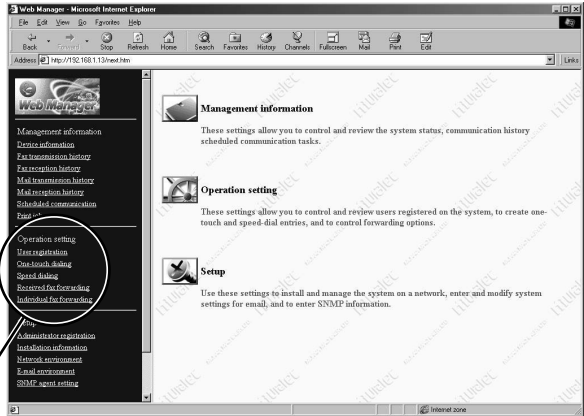 Web Manager - Microsoft Internet Explorer
File Edit View Go Favorites Help
Back Forward Stop Refresh Home Search Favorites History Channels Fullscreen Mail Print Edit
Address http://192.168.1.13/next.htm Links
Web Manager
Management information
Device information
Fax transmission history
Fax reception history
Mail transmission history
Mail reception history
Scheduled communication
Operation setting
User registration
One-touch dialing
Speed dialing
Received fax forwarding
Individual fax forwarding
Setup
Administrator registration
Installation information
Network environment
E-mail environment
SNMP agent setting
Management information
These settings allow you to control and review the system status, communication history
scheduled communication tasks.
Operation setting
These settings allow you to control and review users registered on the system, to create one-
touch and speed-dial entries, and to control forwarding options.
Setup
Use these settings to install and manage the system on a network, enter and modify system
settings for email, and to enter SNMP information.
Internet zone